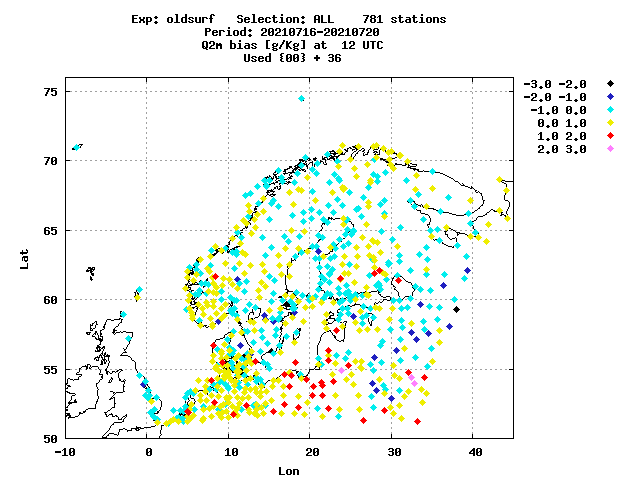 Exp: oldsurf   Selection: ALL    781 stations
Period: 20210716-20210720
Q2m bias [g/Kg] at  12 UTC
Used {00} + 36
-3.0 -2.0
-2.0 -1.0
-1.0 0.0
0.0 1.0
1.0 2.0
2.0 3.0
75
70
65
60
55
50
Lat
-10 0 10 20 30 40
Lon